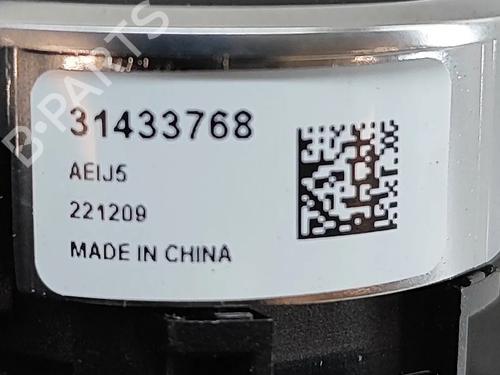 B-PARTS
31433768
AEIJ5
221209
MADE IN CHINA